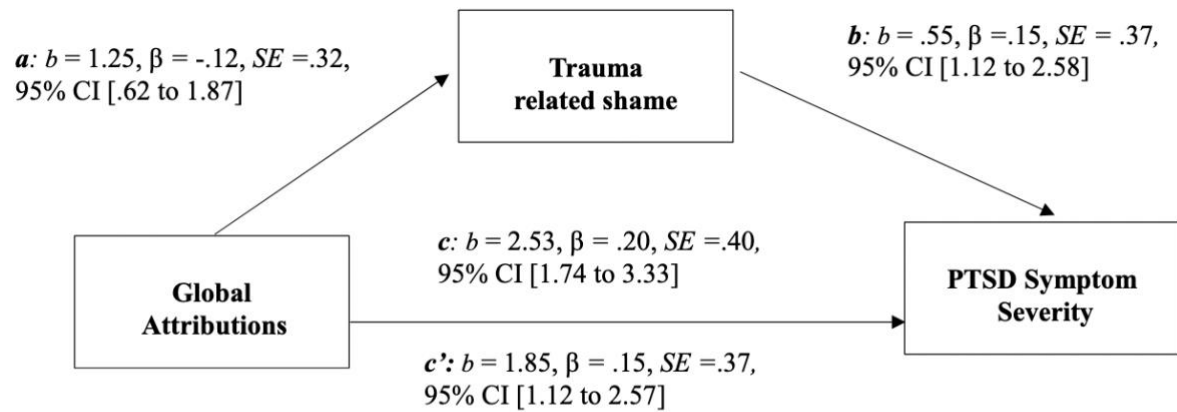 a: b = 1.25, β = -.12, SE =.32,
95% CI [.62 to 1.87]
Trauma
related shame
b: b = .55, β =.15, SE = .37,
95% CI [1.12 to 2.58]
c: b = 2.53, β = .20, SE =.40,
95% CI [1.74 to 3.33]
Global
Attributions
PTSD Symptom
Severity
c’: b = 1.85, β = .15, SE =.37,
95% CI [1.12 to 2.57]